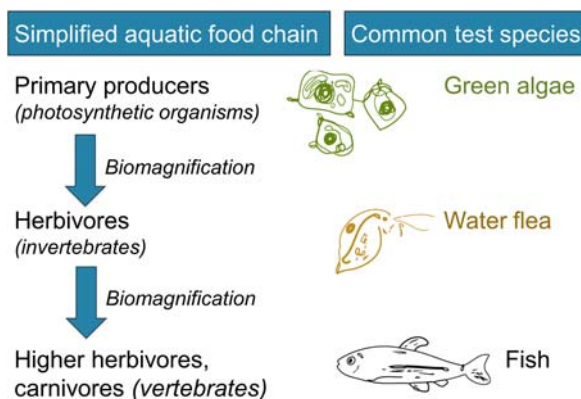 Simplified aquatic food chain
Common test species
Primary producers
(photosynthetic organisms)
Green algae
Biomagnification
Herbivores
(invertebrates)
Water flea
Biomagnification
Higher herbivores,
carnivores (vertebrates)
Fish